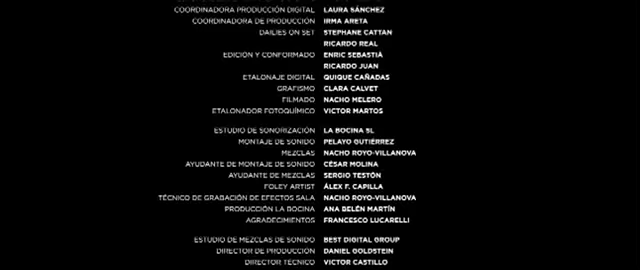 COORDINADORA PRODUCCIÓN DIGITAL LAURA SÁNCHEZ
COORDINADORA DE PRODUCCIÓN IRMA ARETA
DAILIES ON SET STEPHANE CATTAN
RICARDO REAL
EDICIÓN Y CONFORMADO ENRIC SEBASTIÀ
RICARDO JUAN
ETALONAJE DIGITAL QUIQUE CAÑADAS
GRAFISMO CLARA CALVET
FILMADO NACHO MELERO
ETALONADOR FOTOQUÍMICO VICTOR MARTOS
ESTUDIO DE SONORIZACIÓN LA BOCINA SL
MONTAJE DE SONIDO PELAYO GUTIÉRREZ
MEZCLAS NACHO ROYO-VILLANOVA
AYUDANTE DE MONTAJE DE SONIDO CÉSAR MOLINA
AYUDANTE DE MEZCLAS SERGIO TESTÓN
FOLEY ARTIST ÁLEX F. CAPILLA
TÉCNICO DE GRABACIÓN DE EFECTOS SALA NACHO ROYO-VILLANOVA
PRODUCCIÓN LA BOCINA ANA BELÉN MARTÍN
AGRADECIMIENTOS FRANCESCO LUCARELLI
ESTUDIO DE MEZCLAS DE SONIDO BEST DIGITAL GROUP
DIRECTOR DE PRODUCCIÓN DANIEL GOLDSTEIN
DIRECTOR TÉCNICO VICTOR CASTILLO